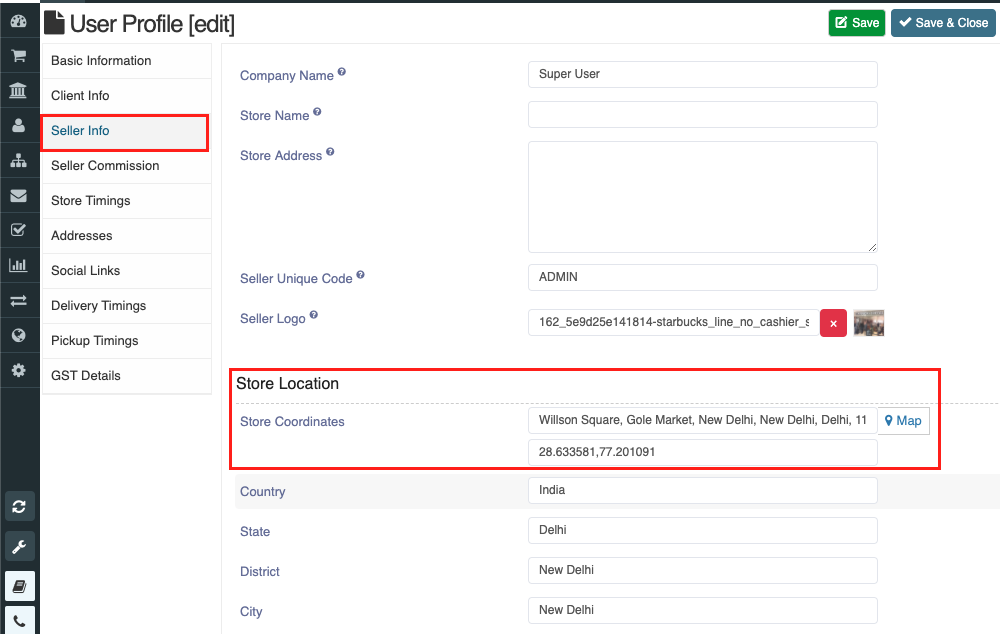 User Profile [edit]
Save
Save & Close
Basic Information
Client Info
Seller Info
Seller Commission
Store Timings
Addresses
Social Links
Delivery Timings
Pickup Timings
GST Details
Company Name ?
Super User
Store Name ?
Store Address ?
Seller Unique Code ?
ADMIN
Seller Logo ?
162_5e9d25e141814-starbucks_line_no_cashier_s
×
Store Location
Store Coordinates
Willson Square, Gole Market, New Delhi, New Delhi, Delhi, 11
Map
28.633581,77.201091
Country
India
State
Delhi
District
New Delhi
City
New Delhi